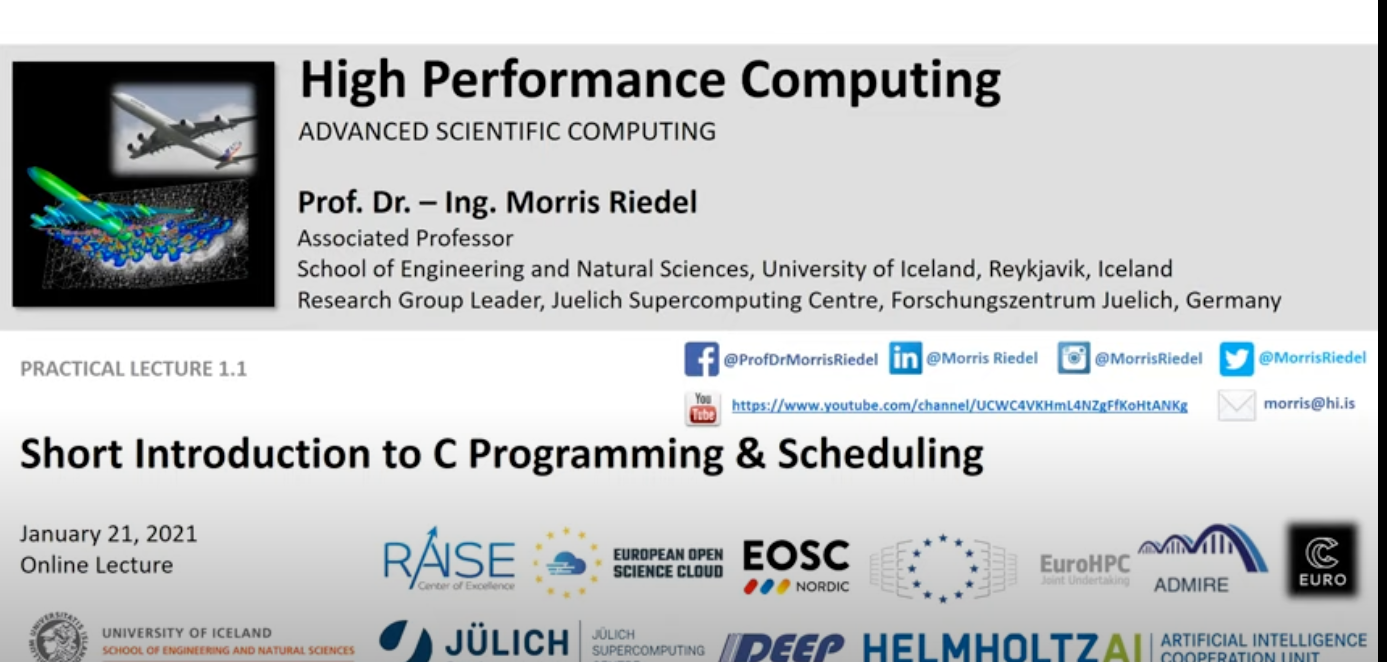 High Performance Computing
ADVANCED SCIENTIFIC COMPUTING
Prof. Dr. – Ing. Morris Riedel
Associated Professor
School of Engineering and Natural Sciences, University of Iceland, Reykjavik, Iceland
Research Group Leader, Juelich Supercomputing Centre, Forschungszentrum Juelich, Germany
PRACTICAL LECTURE 1.1
@ProfDrMorrisRiedel @Morris Riedel @MorrisRiedel @MorrisRiedel
You Tube https://www.youtube.com/channel/UCWC4VKHmL4NZgFfKoHtANKg morris@hi.is
Short Introduction to C Programming & Scheduling
January 21, 2021
Online Lecture
RAISE
Center of Excellence
EUROPEAN OPEN
SCIENCE CLOUD
EOSC
NORDIC
EuroHPC
Joint Undertaking
ADMIRE
EURO
UNIVERSITY OF ICELAND
SCHOOL OF ENGINEERING AND NATURAL SCIENCES
JÜLICH
JÜLICH
SUPERCOMPUTING
DEEP
HELMHOLTZAI
ARTIFICIAL INTELLIGENCE
COOPERATION UNIT